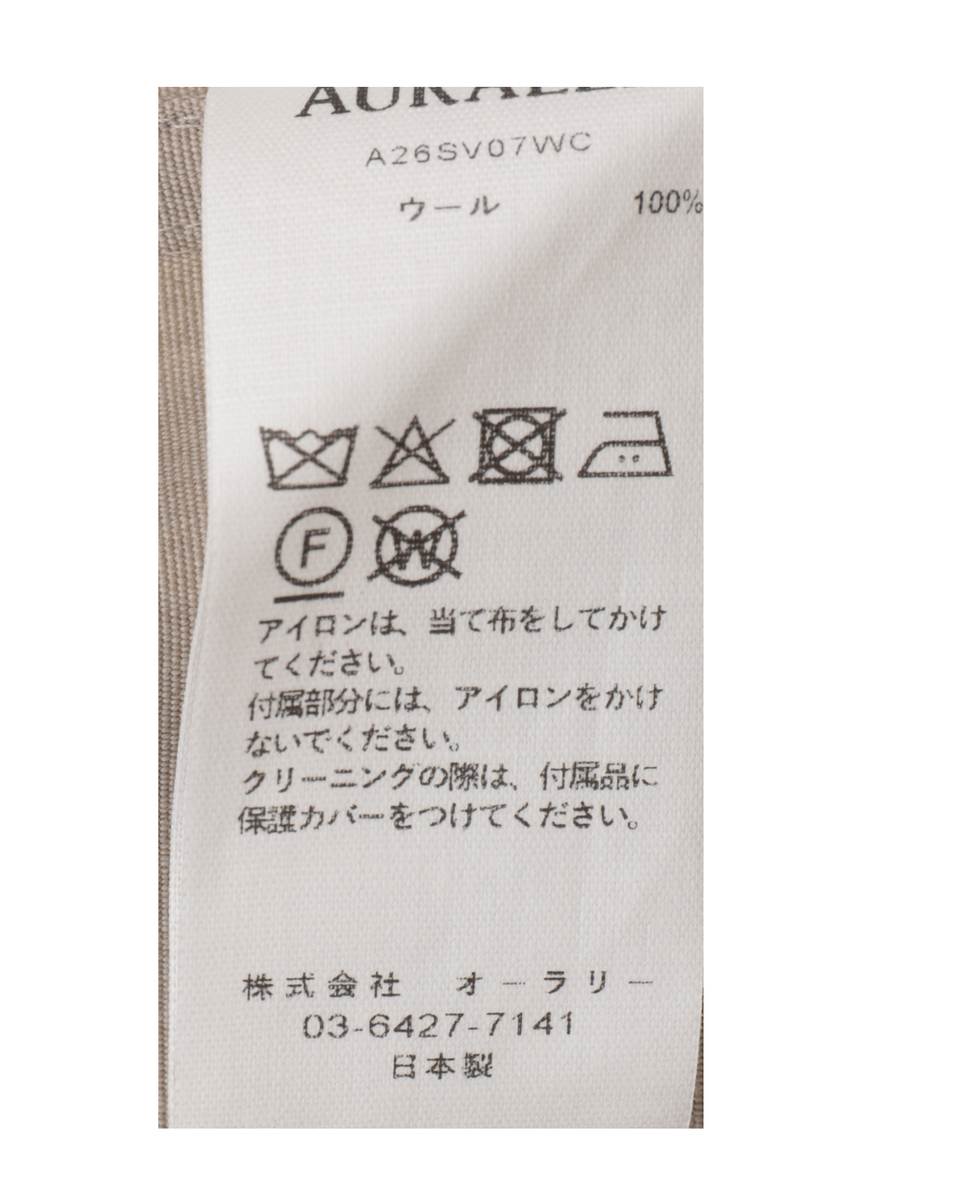 A26SV07WC
ウール 100%
F
W
アイロンは、当て布をしてかけ
てください。
付属部分には、アイロンをかけ
ないでください。
クリーニングの際は、付属品に
保護カバーをつけてください。
株式会社 オーラリー
03-6427-7141
日本製